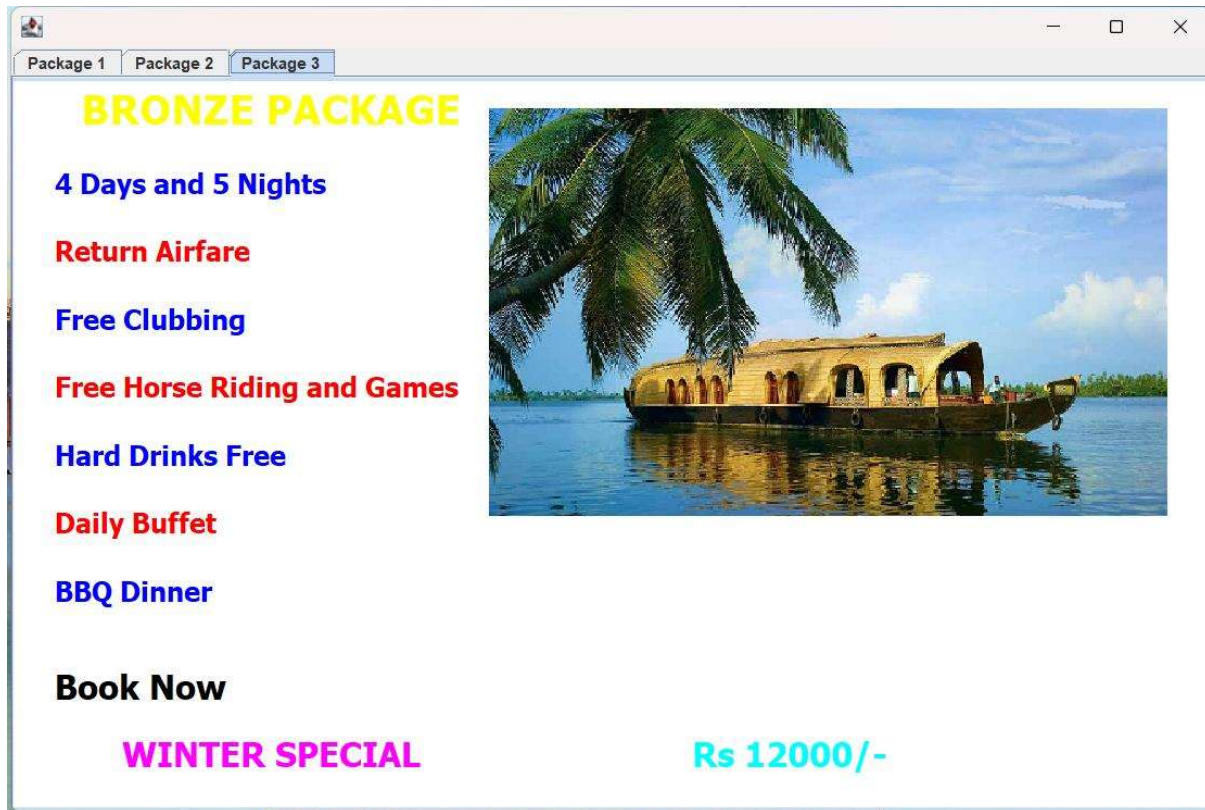 Package 1 Package 2 Package 3
BRONZE PACKAGE
4 Days and 5 Nights
Return Airfare
Free Clubbing
Free Horse Riding and Games
Hard Drinks Free
Daily Buffet
BBQ Dinner
Book Now
WINTER SPECIAL Rs 12000/-